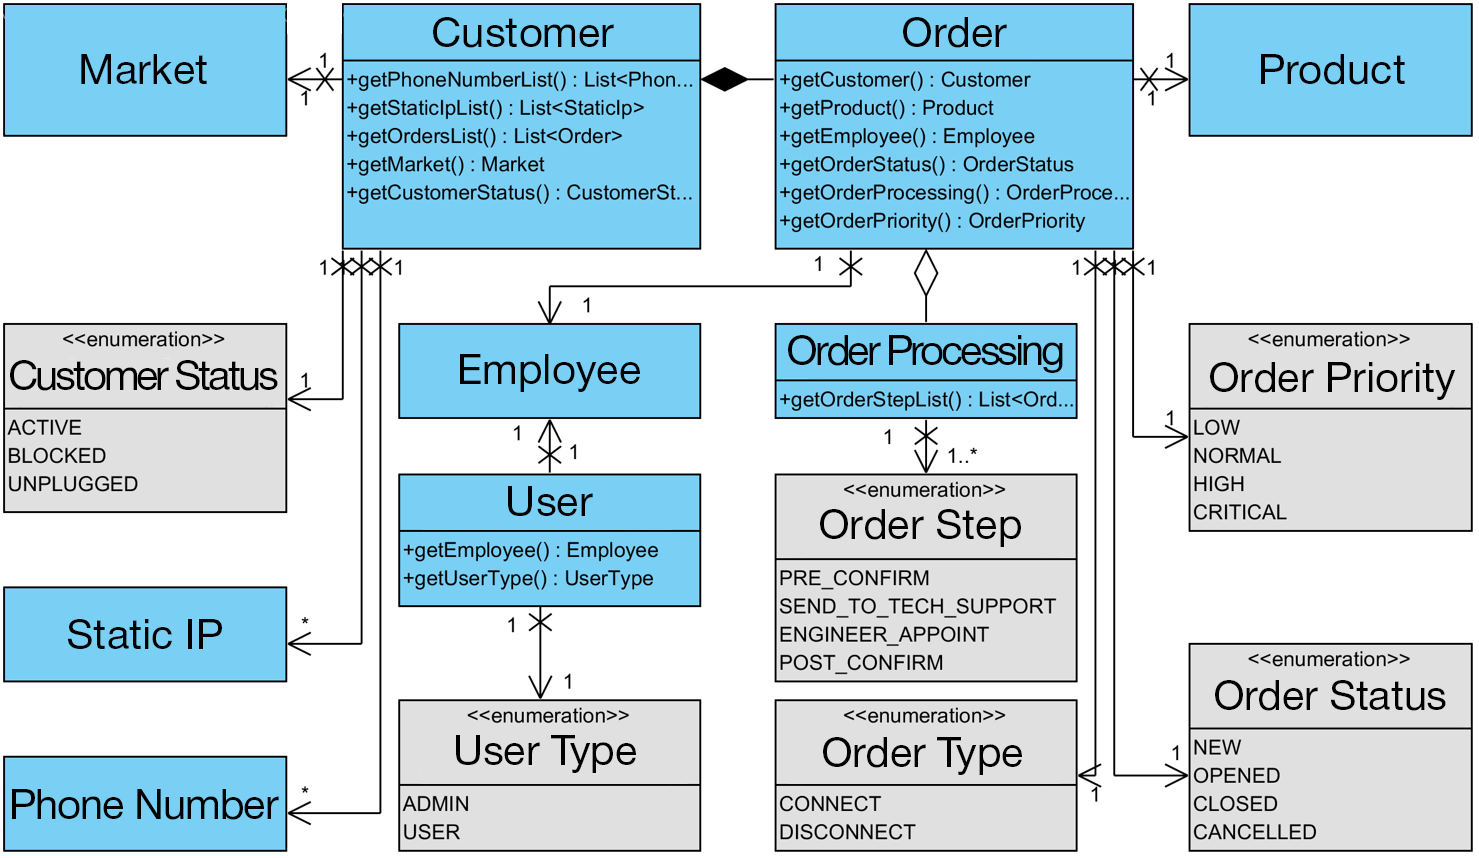 Market
1
1
Customer
+getPhoneNumberList() : List<Phon...
+getStaticIpList() : List<StaticIp>
+getOrdersList() : List<Order>
+getMarket() : Market
+getCustomerStatus() : CustomerSt...
Order
+getCustomer() : Customer
+getProduct() : Product
+getEmployee() : Employee
+getOrderStatus() : OrderStatus
+getOrderProcessing() : OrderProce...
+getOrderPriority() : OrderPriority
1
1
Product
1
1
1
1
1
1
1
1
1
<<enumeration>>
Customer Status
ACTIVE
BLOCKED
UNPLUGGED
1
Employee
1
1
Order Processing
+getOrderStepList() : List<Ord...
1
1..*
<<enumeration>>
Order Priority
LOW
NORMAL
HIGH
CRITICAL
1
User
+getEmployee() : Employee
+getUserType() : UserType
1
1
<<enumeration>>
Order Step
PRE_CONFIRM
SEND_TO_TECH_SUPPORT
ENGINEER_APPOINT
POST_CONFIRM
Static IP
*
Phone Number
*
<<enumeration>>
User Type
ADMIN
USER
<<enumeration>>
Order Type
CONNECT
DISCONNECT
1
<<enumeration>>
Order Status
NEW
OPENED
CLOSED
CANCELLED
1